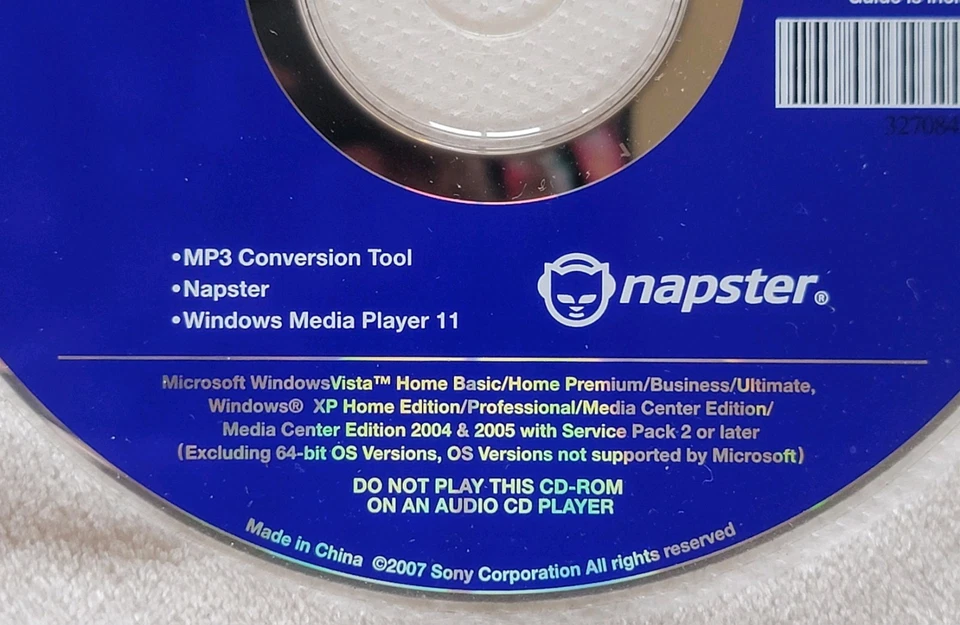 Guide is
327084
•MP3 Conversion Tool
•Napster
•Windows Media Player 11
napster®
Microsoft WindowsVista™ Home Basic/Home Premium/Business/Ultimate,
Windows® XP Home Edition/Professional/Media Center Edition/
Media Center Edition 2004 & 2005 with Service Pack 2 or later
(Excluding 64-bit OS Versions, OS Versions not supported by Microsoft)
DO NOT PLAY THIS CD-ROM
ON AN AUDIO CD PLAYER
Made in China ©2007 Sony Corporation All rights reserved